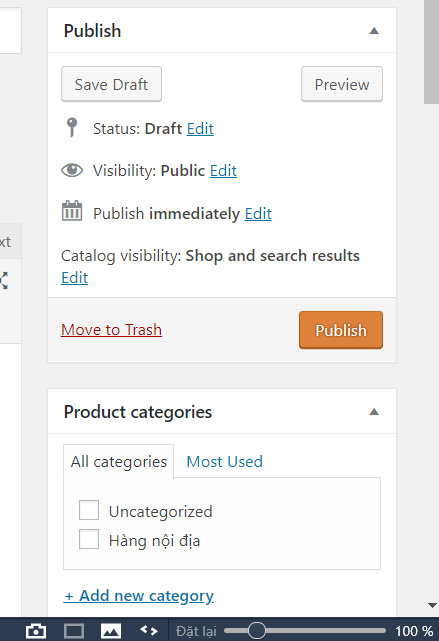 Publish
Save Draft
Preview
Status: Draft Edit
Visibility: Public Edit
Publish immediately Edit
Catalog visibility: Shop and search results
Edit
xt
Move to Trash
Publish
Product categories
All categories
Most Used
Uncategorized
Hàng nội địa
+ Add new category
Đặt lại
100 %